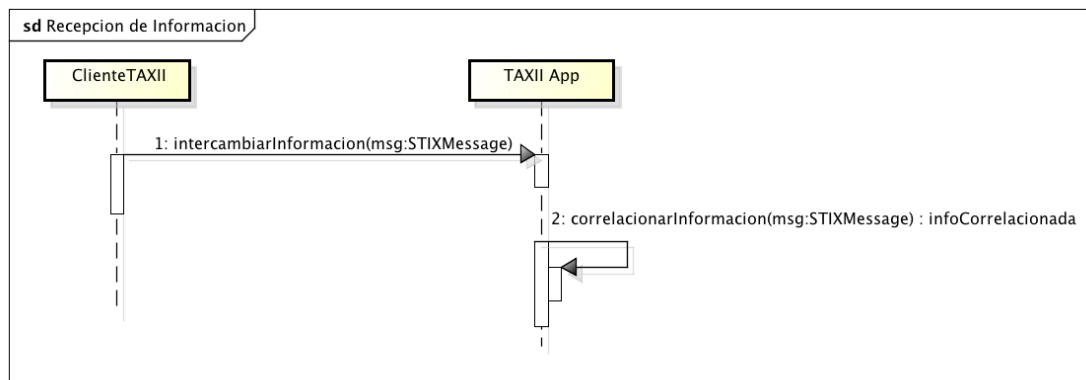 sd Recepcion de Informacion
ClienteTAXII
TAXII App
1: intercambiarInformacion(msg:STIXMessage)
2: correlacionarInformacion(msg:STIXMessage) : infoCorrelacionada